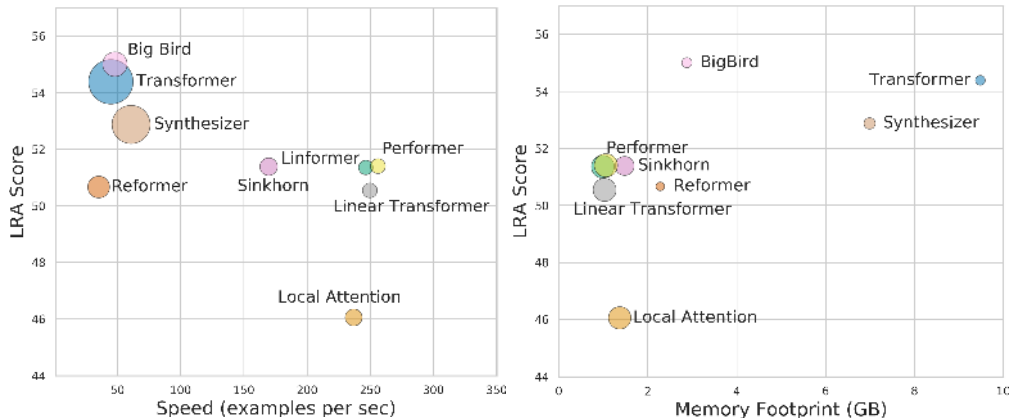 56
54
52
50
48
46
44
LRA Score
Big Bird
Transformer
Synthesizer
Linformer
Performer
Sinkhorn
Reformer
Linear Transformer
Local Attention
50
100
150
200
250
300
350
Speed (examples per sec)
56
54
52
50
48
46
44
LRA Score
BigBird
Transformer
Synthesizer
Performer
Sinkhorn
Reformer
Linear Transformer
Local Attention
0
2
4
6
8
10
Memory Footprint (GB)